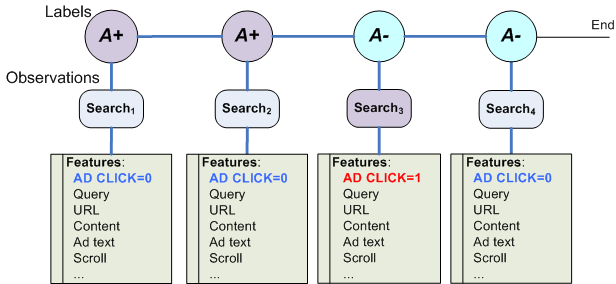 Labels
A+
A+
A-
A-
End
Observations
Search1
Search2
Search3
Search4
Features:
AD CLICK=0
Query
URL
Content
Ad text
Scroll
...
Features:
AD CLICK=0
Query
URL
Content
Ad text
Scroll
...
Features:
AD CLICK=1
Query
URL
Content
Ad text
Scroll
...
Features:
AD CLICK=0
Query
URL
Content
Ad text
Scroll
...